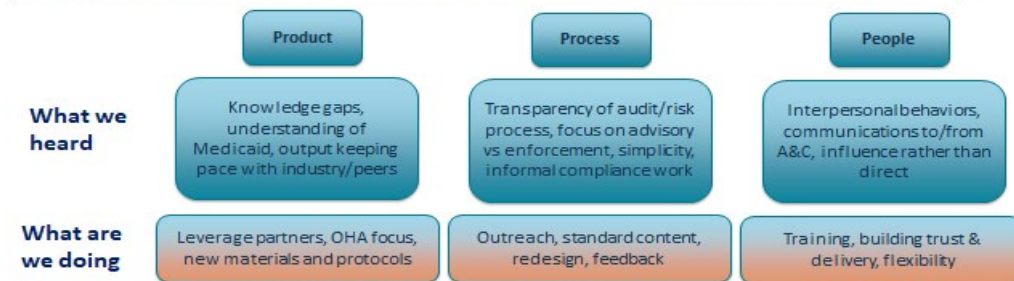 Product
Process
People
What we
heard
Knowledge gaps,
understanding of
Medicaid, output keeping
pace with industry/peers
Transparency of audit/risk
process, focus on advisory
vs enforcement, simplicity,
informal compliance work
Interpersonal behaviors,
communications to/from
A&C, influence rather than
direct
What are
we doing
Leverage partners, OHA focus,
new materials and protocols
Outreach, standard content,
redesign, feedback
Training, building trust &
delivery, flexibility